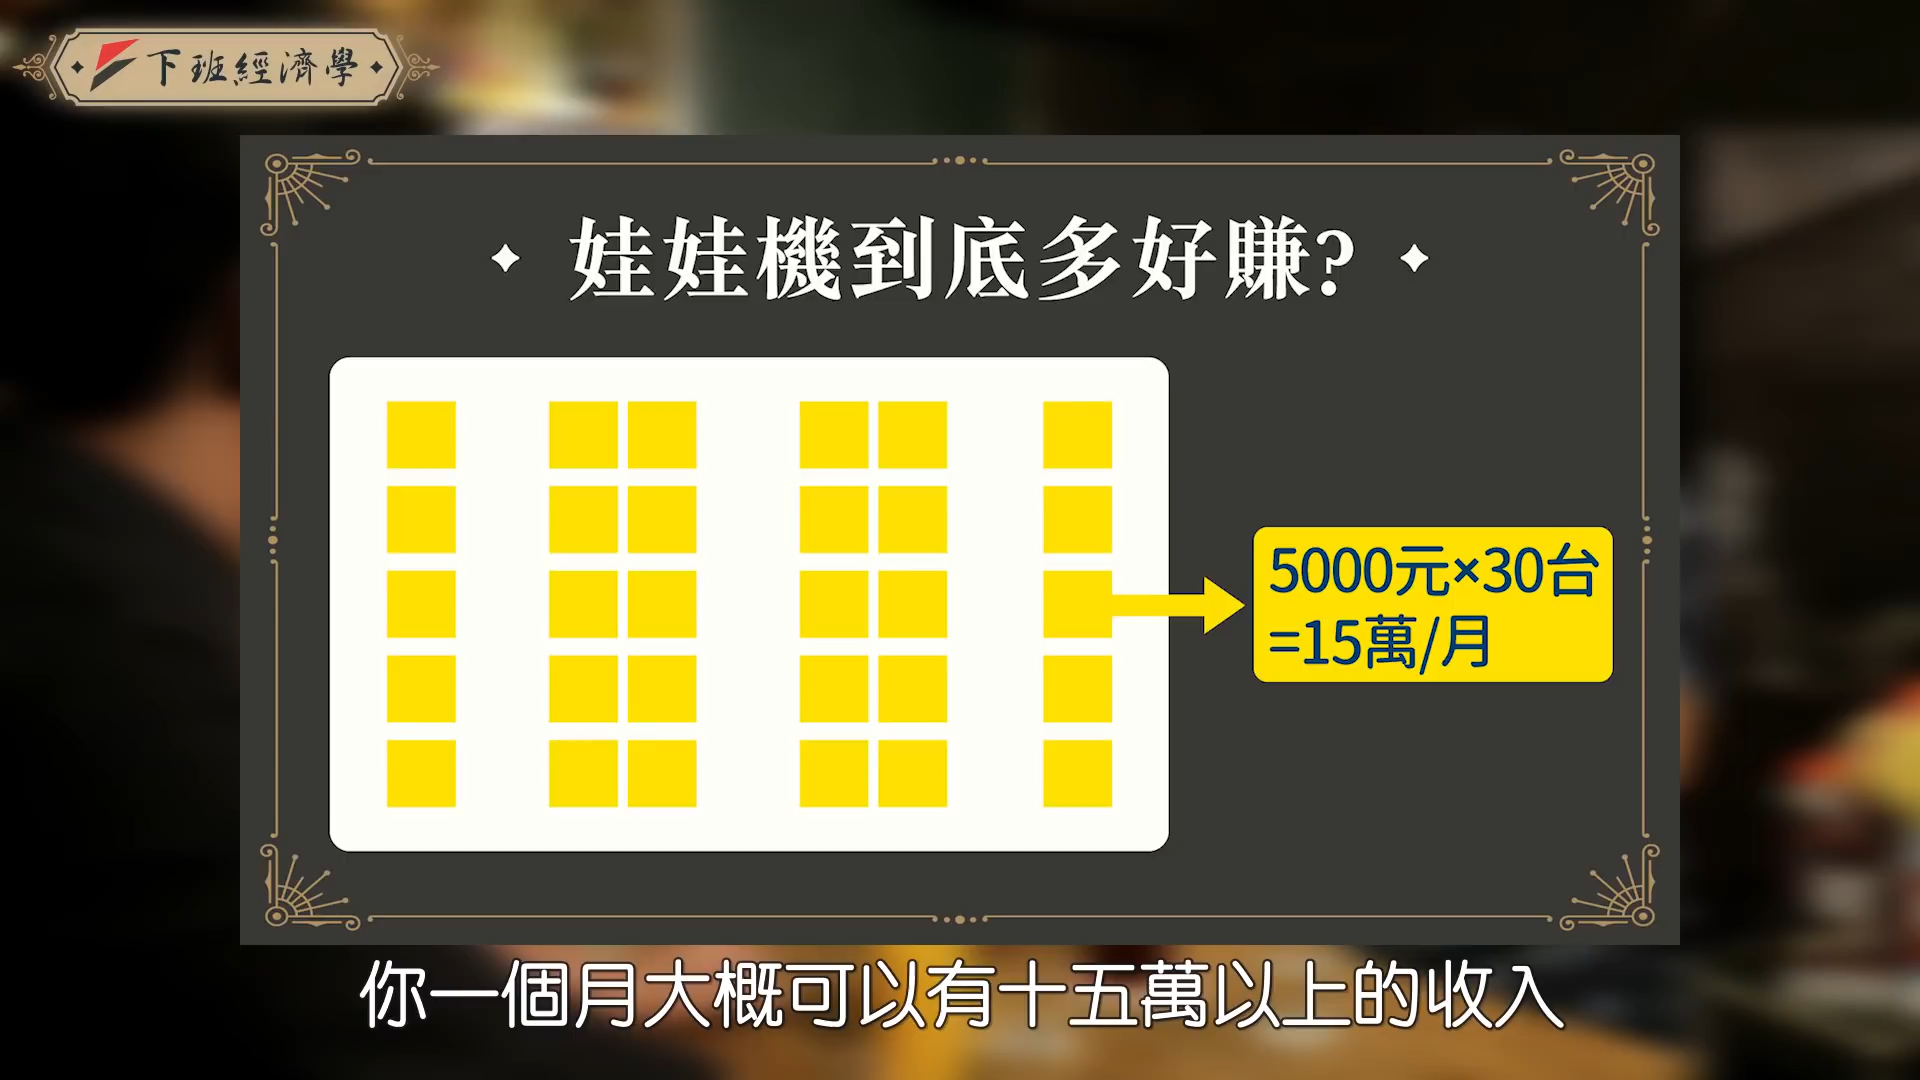 下班經濟學
娃娃機到底多好賺?
5000元×30台
=15萬/月
你一個月大概可以有十五萬以上的收入